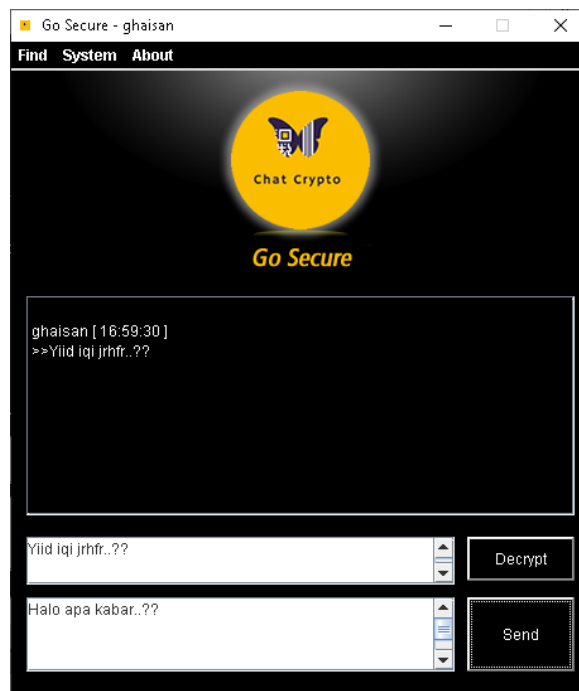 Go Secure - ghaisan
Find System About
Chat Crypto
Go Secure
ghaisan [ 16:59:30 ]
>>Yiid iqi jrhfr..??
Yiid iqi jrhfr..??
Decrypt
Halo apa kabar..??
Send